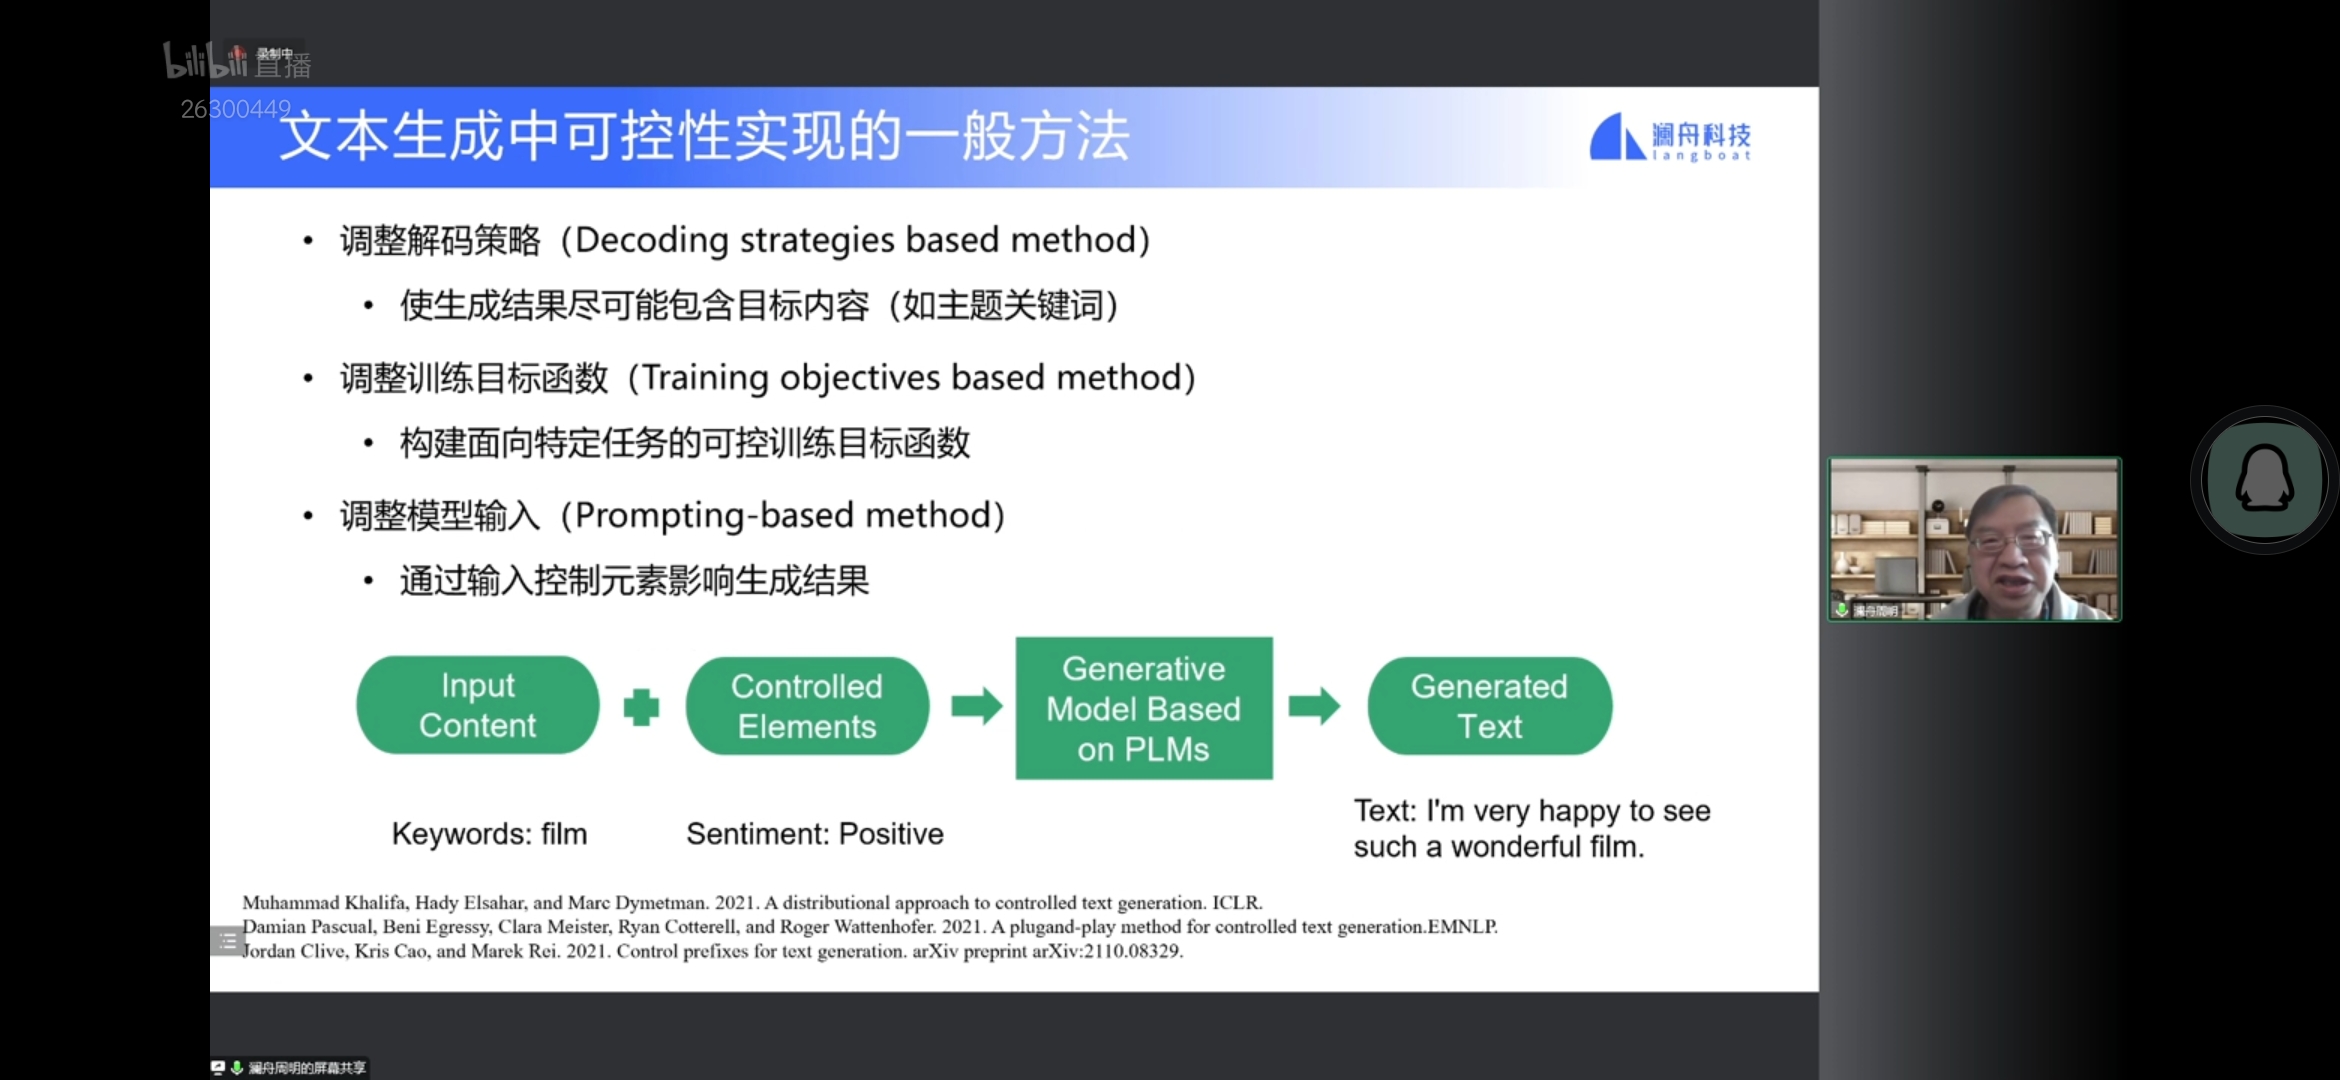 bilibili 直播
录制中
26300449
文本生成中可控性实现的一般方法
澜舟科技
langboat
• 调整解码策略（Decoding strategies based method）
• 使生成结果尽可能包含目标内容（如主题关键词）
• 调整训练目标函数（Training objectives based method）
• 构建面向特定任务的可控训练目标函数
• 调整模型输入（Prompting-based method）
• 通过输入控制元素影响生成结果
Input
Content
Controlled
Elements
Generative
Model Based
on PLMs
Generated
Text
Keywords: film
Sentiment: Positive
Text: I'm very happy to see
such a wonderful film.
Muhammad Khalifa, Hady Elsahar, and Marc Dymetman. 2021. A distributional approach to controlled text generation. ICLR.
Damian Pascual, Beni Egressy, Clara Meister, Ryan Cotterell, and Roger Wattenhofer. 2021. A plugand-play method for controlled text generation.EMNLP.
Jordan Clive, Kris Cao, and Marek Rei. 2021. Control prefixes for text generation. arXiv preprint arXiv:2110.08329.
澜舟周明
澜舟周明的屏幕共享